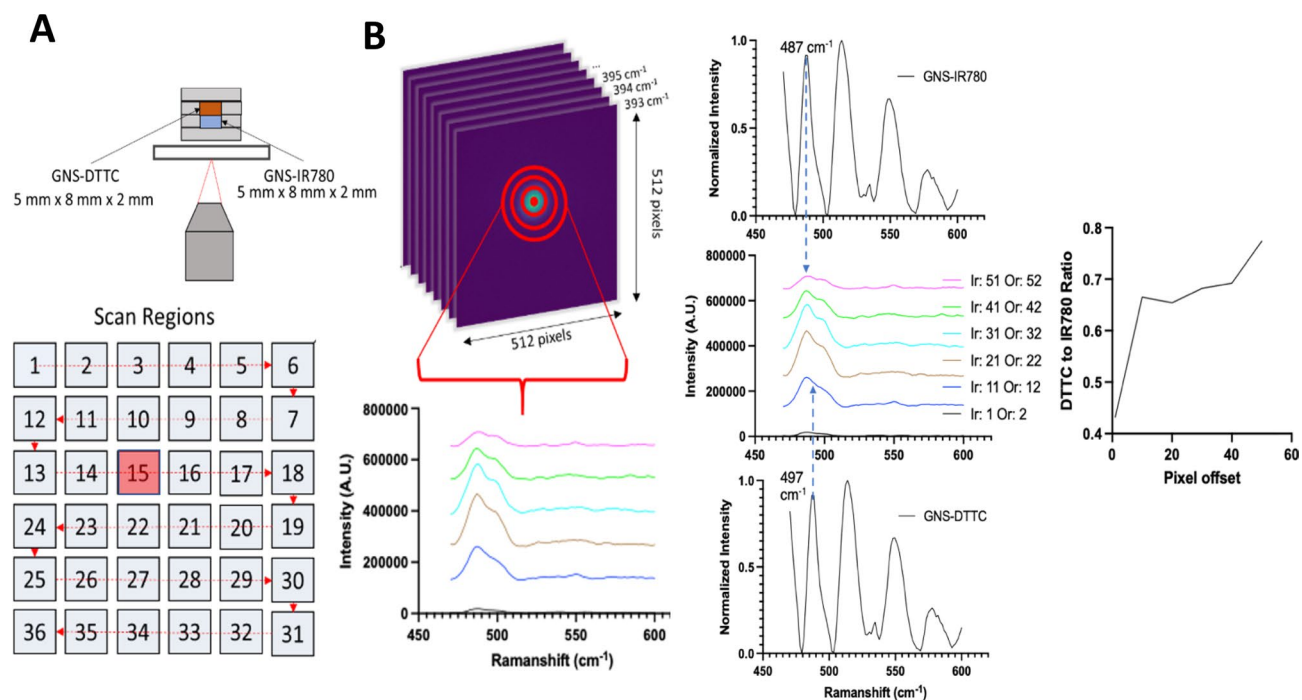 A
GNS-DTTC
5 mm x 8 mm x 2 mm
GNS-IR780
5 mm x 8 mm x 2 mm
Scan Regions
1 2 3 4 5 6
12 11 10 9 8 7
13 14 15 16 17 18
24 23 22 21 20 19
25 26 27 28 29 30
36 35 34 33 32 31
B
...
395 cm⁻¹
394 cm⁻¹
393 cm⁻¹
512 pixels
512 pixels
Intensity (A.U.)
800000
600000
400000
200000
0
450 500 550 600
Ramanshift (cm⁻¹)
487 cm⁻¹
GNS-IR780
Normalized Intensity
1.0
0.5
0.0
450 500 550 600
Intensity (A.U.)
800000
600000
400000
200000
0
450 500 550 600
Ir: 51 Or: 52
Ir: 41 Or: 42
Ir: 31 Or: 32
Ir: 21 Or: 22
Ir: 11 Or: 12
Ir: 1 Or: 2
497
cm⁻¹
GNS-DTTC
Normalized Intensity
1.0
0.5
0.0
450 500 550 600
Ramanshift (cm⁻¹)
DTTC to IR780 Ratio
0.8
0.7
0.6
0.5
0.4
0 20 40 60
Pixel offset